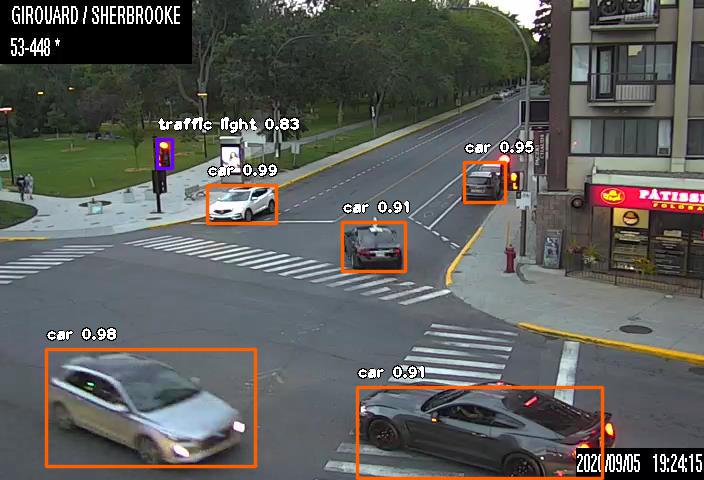 GIROUARD / SHERBROOKE
53-448 *
traffic light 0.83
car 0.95
car 0.99
car 0.91
PÂTISSE
car 0.98
car 0.91
2020/09/05 19:24:15